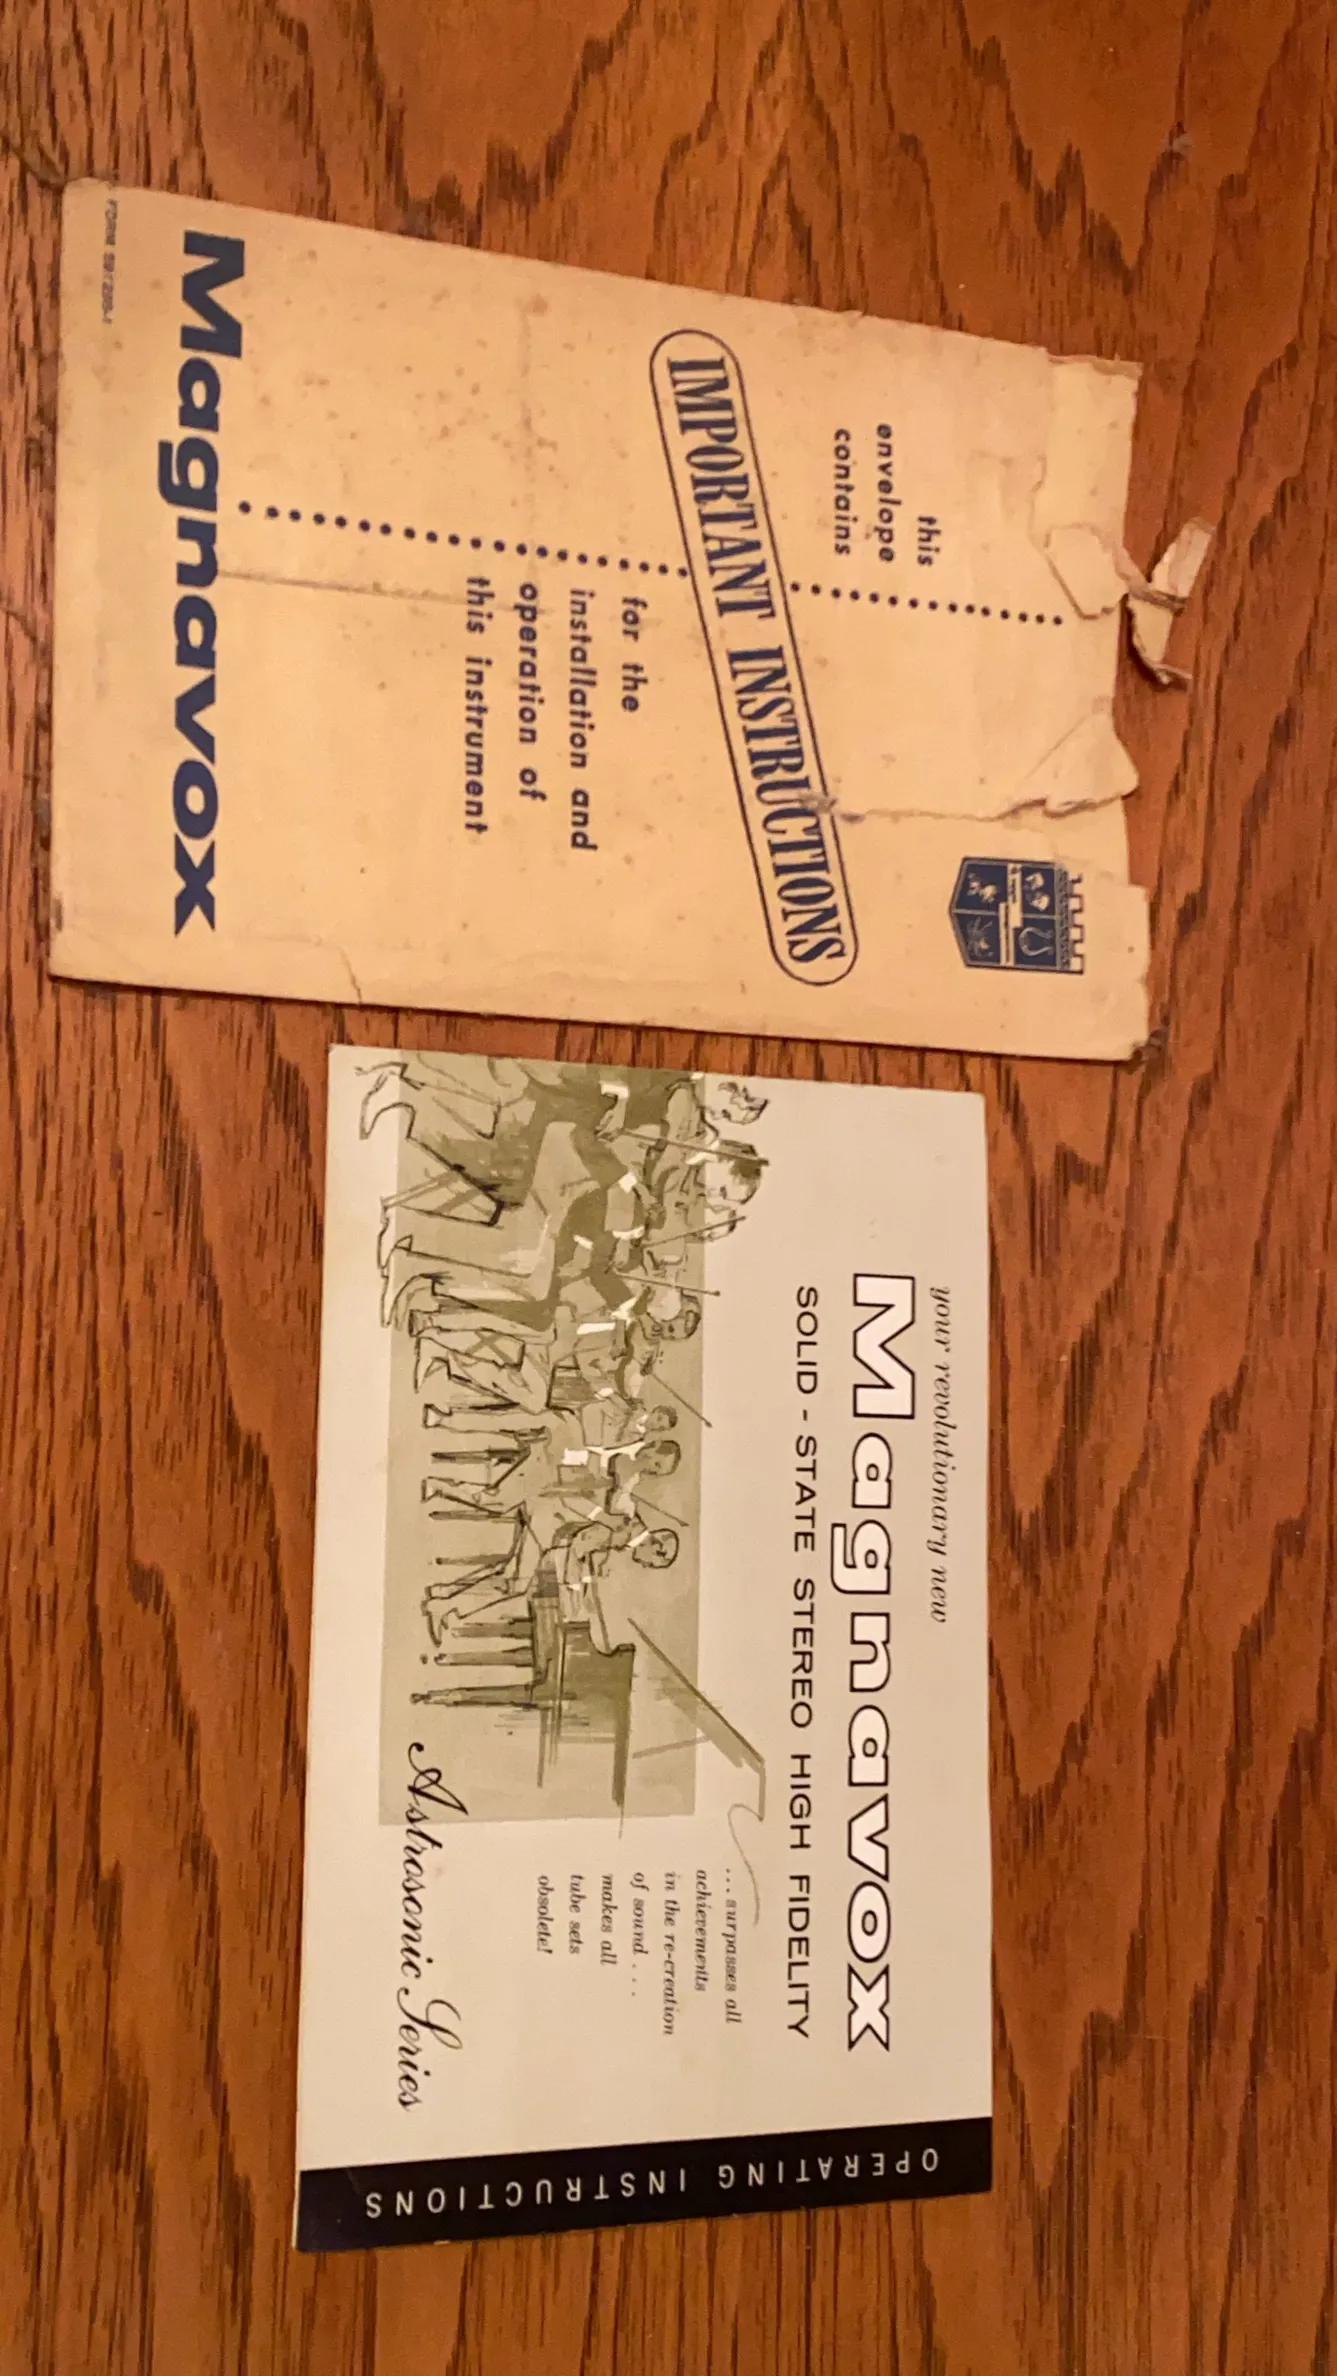 this
envelope
contains
IMPORTANT INSTRUCTIONS
for the
installation and
operation of
this instrument
Magnavox
your revolutionary new
Magnavox
SOLID-STATE STEREO HIGH FIDELITY
...surpasses all
achievements
in the re-creation
of sound...
makes all
tube sets
obsolete!
Astrosonic Series
OPERATING INSTRUCTIONS